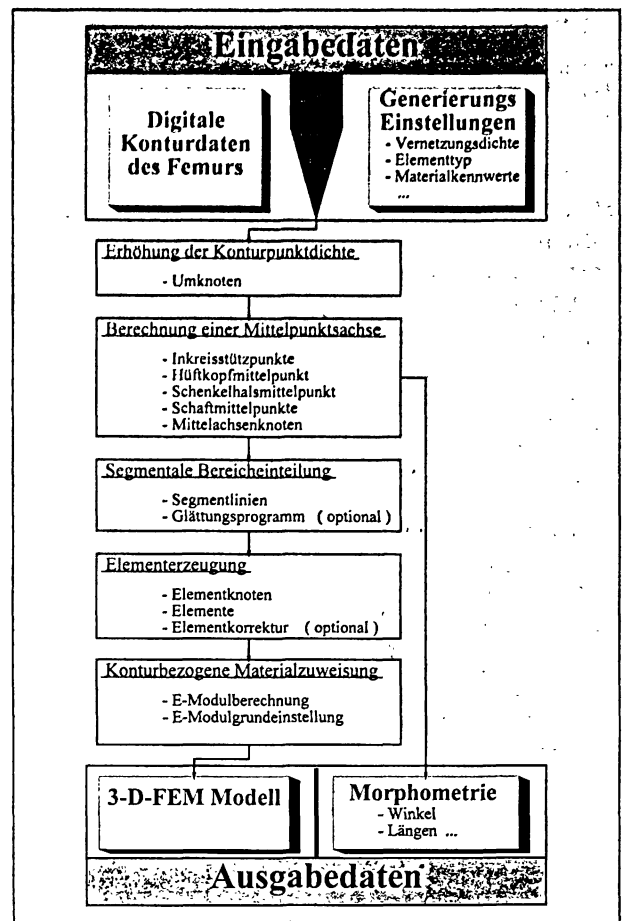 Eingabedaten
Digitale
Konturdaten
des Femurs
Generierungs
Einstellungen
- Vernetzungsdichte
- Elementtyp
- Materialkennwerte
...
Erhöhung der Konturpunktdichte
- Umknoten
Berechnung einer Mittelpunktsachse
- Inkreisstützpunkte
- Hüftkopfmittelpunkt
- Schenkelhalsmittelpunkt
- Schaftmittelpunkte
- Mittelachsenknoten
Segmentale Bereicheinteilung
- Segmentlinien
- Glättungsprogramm ( optional )
Elementerzeugung
- Elementknoten
- Elemente
- Elementkorrektur ( optional )
Konturbezogene Materialzuweisung
- E-Modulberechnung
- E-Modulgrundeinstellung
3-D-FEM Modell
Morphometrie
- Winkel
- Längen ...
Ausgabedaten